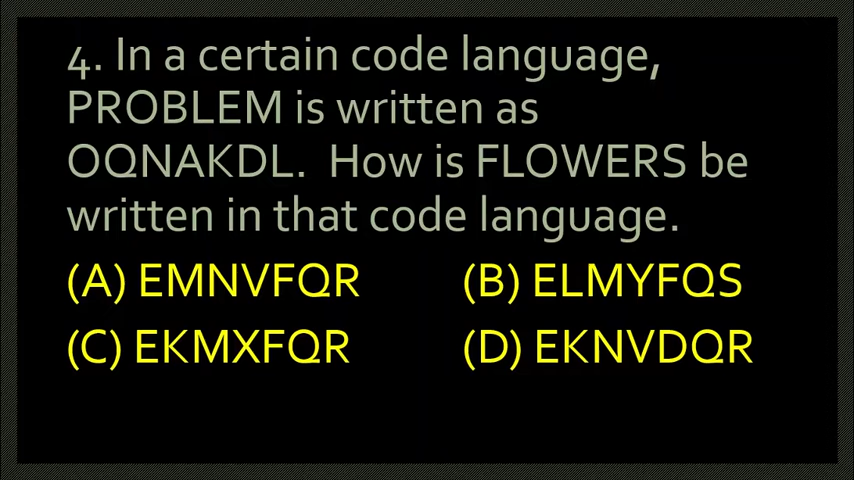 4. In a certain code language,
PROBLEM is written as
OQNAKDL. How is FLOWERS be
written in that code language.
(A) EMNVFQR (B) ELMYFQS
(C) EKMXFQR (D) EKNVDQR